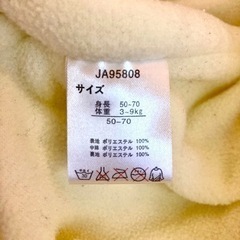 JA95808
サイズ
身長 50-70
体重 3-9kg
50-70
表地 ポリエステル 100%
中綿 ポリエステル 100%
裏地 ポリエステル 100%